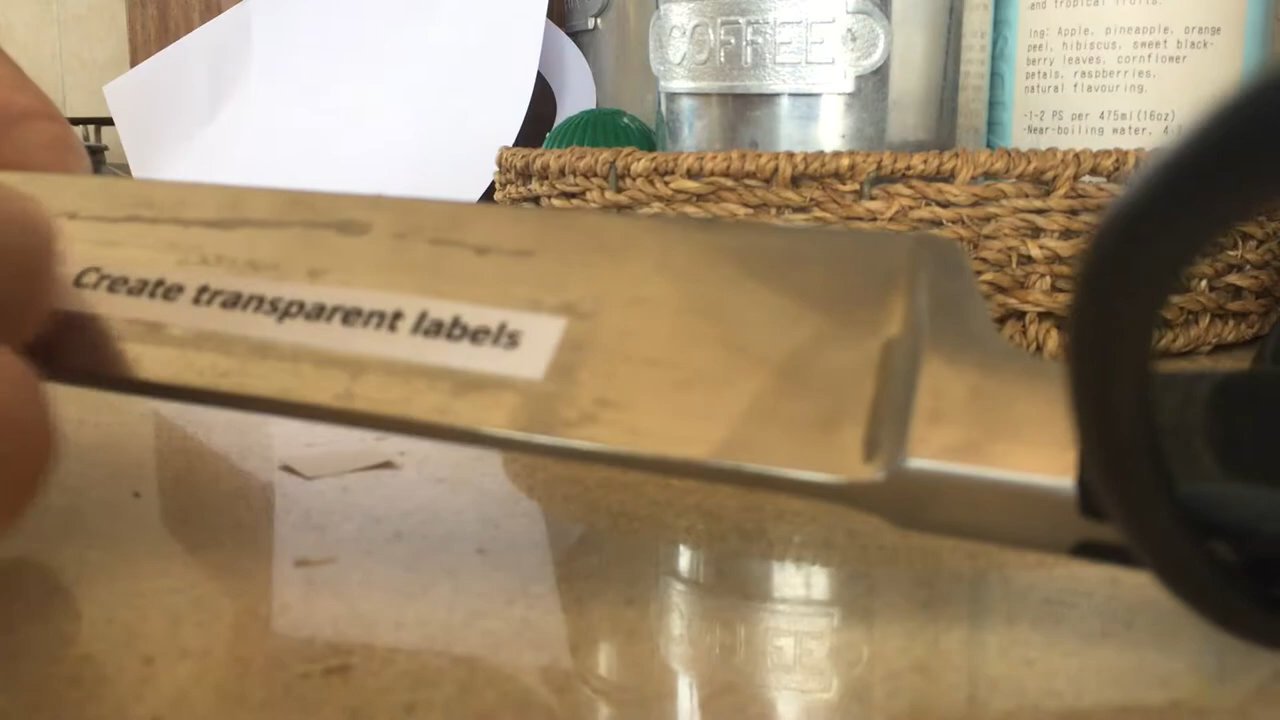 COFFEE
and tropical fruits.
ing: Apple, pineapple, orange
peel, hibiscus, sweet black-
berry leaves, cornflower
petals, raspberries,
natural flavouring.
-1-2 PS per 475ml(16oz)
-Near-boiling water, 4-
Create transparent labels